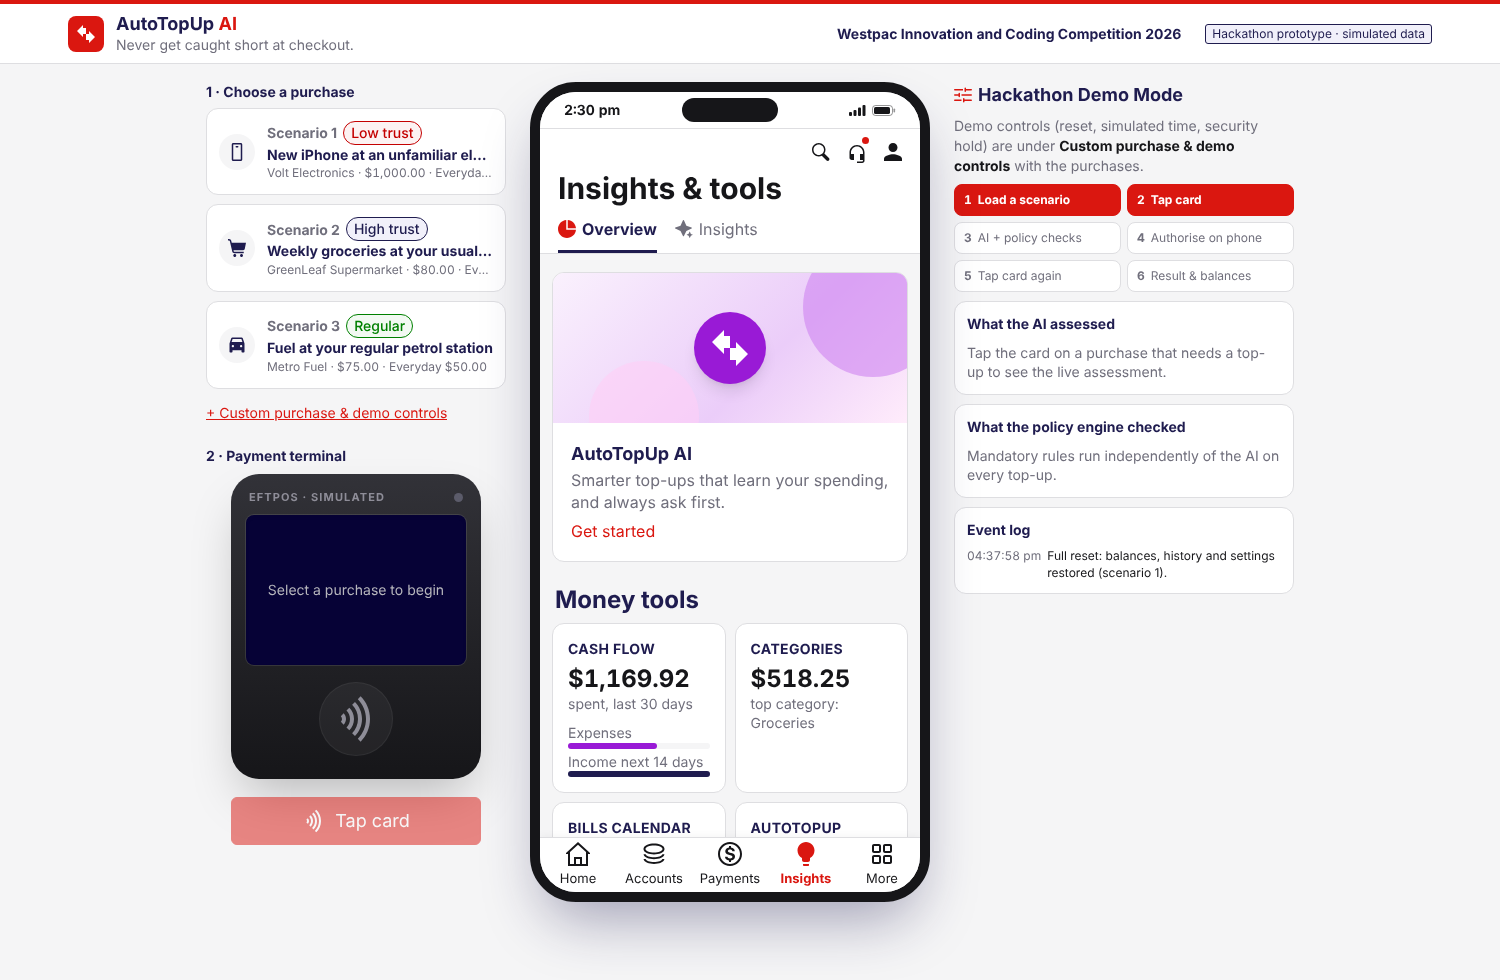 AutoTopUp AI
Never get caught short at checkout.
Westpac Innovation and Coding Competition 2026
Hackathon prototype · simulated data
1 · Choose a purchase
Scenario 1 Low trust
New iPhone at an unfamiliar el...
Volt Electronics · $1,000.00 · Everyda...
Scenario 2 High trust
Weekly groceries at your usual...
GreenLeaf Supermarket · $80.00 · Ev...
Scenario 3 Regular
Fuel at your regular petrol station
Metro Fuel · $75.00 · Everyday $50.00
+ Custom purchase & demo controls
2 · Payment terminal
EFTPOS · SIMULATED
Select a purchase to begin
Tap card
2:30 pm
Insights & tools
Overview
Insights
AutoTopUp AI
Smarter top-ups that learn your spending,
and always ask first.
Get started
Money tools
CASH FLOW
$1,169.92
spent, last 30 days
Expenses
Income next 14 days
CATEGORIES
$518.25
top category:
Groceries
BILLS CALENDAR
AUTOTOPUP
Home
Accounts
Payments
Insights
More
Hackathon Demo Mode
Demo controls (reset, simulated time, security
hold) are under Custom purchase & demo
controls with the purchases.
1 Load a scenario
2 Tap card
3 AI + policy checks
4 Authorise on phone
5 Tap card again
6 Result & balances
What the AI assessed
Tap the card on a purchase that needs a top-
up to see the live assessment.
What the policy engine checked
Mandatory rules run independently of the AI on
every top-up.
Event log
04:37:58 pm Full reset: balances, history and settings
restored (scenario 1).